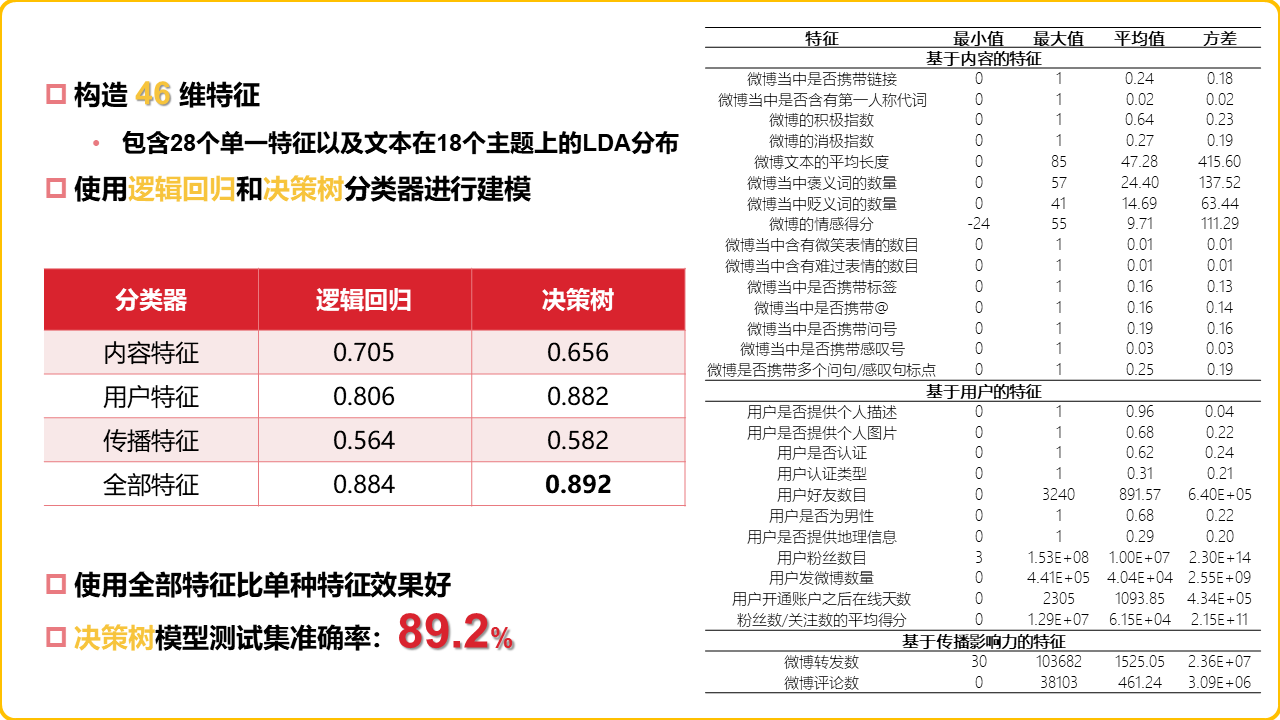 构造 46 维特征
• 包含28个单一特征以及文本在18个主题上的LDA分布
使用逻辑回归和决策树分类器进行建模
分类器 逻辑回归 决策树
内容特征 0.705 0.656
用户特征 0.806 0.882
传播特征 0.564 0.582
全部特征 0.884 0.892
使用全部特征比单种特征效果好
决策树模型测试集准确率：89.2%
特征 最小值 最大值 平均值 方差
基于内容的特征
微博当中是否携带链接 0 1 0.24 0.18
微博当中是否含有第一人称代词 0 1 0.02 0.02
微博的积极指数 0 1 0.64 0.23
微博的消极指数 0 1 0.27 0.19
微博文本的平均长度 0 85 47.28 415.60
微博当中褒义词的数量 0 57 24.40 137.52
微博当中贬义词的数量 0 41 14.69 63.44
微博的情感得分 -24 55 9.71 111.29
微博当中含有微笑表情的数目 0 1 0.01 0.01
微博当中含有难过表情的数目 0 1 0.01 0.01
微博当中是否携带标签 0 1 0.16 0.13
微博当中是否携带@ 0 1 0.16 0.14
微博当中是否携带问号 0 1 0.19 0.16
微博当中是否携带感叹号 0 1 0.03 0.03
微博是否携带多个问句/感叹句标点 0 1 0.25 0.19
基于用户的特征
用户是否提供个人描述 0 1 0.96 0.04
用户是否提供个人图片 0 1 0.68 0.22
用户是否认证 0 1 0.62 0.24
用户认证类型 0 1 0.31 0.21
用户好友数目 0 3240 891.57 6.40E+05
用户是否为男性 0 1 0.68 0.22
用户是否提供地理信息 0 1 0.29 0.20
用户粉丝数目 3 1.53E+08 1.00E+07 2.30E+14
用户发微博数量 0 4.41E+05 4.04E+04 2.55E+09
用户开通账户之后在线天数 0 2305 1093.85 4.34E+05
粉丝数/关注数的平均得分 0 1.29E+07 6.15E+04 2.15E+11
基于传播影响力的特征
微博转发数 30 103682 1525.05 2.36E+07
微博评论数 0 38103 461.24 3.09E+06